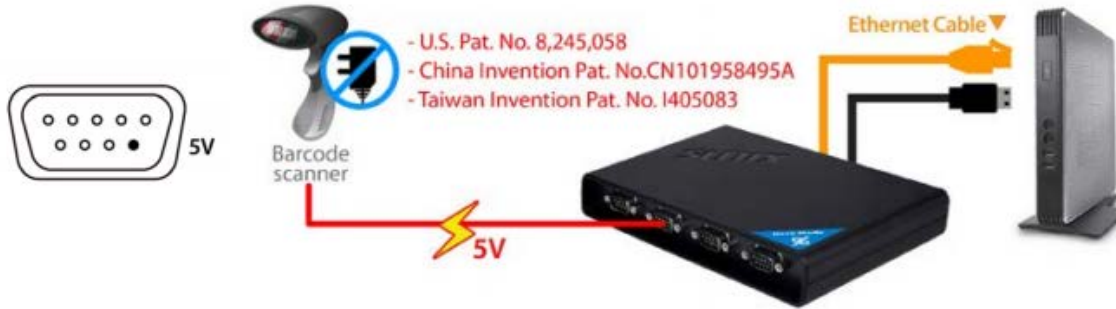 - U.S. Pat. No. 8,245,058
- China Invention Pat. No.CN101958495A
- Taiwan Invention Pat. No. I405083
Ethernet Cable▼
5V
Barcode
scanner
SUNIX
5V